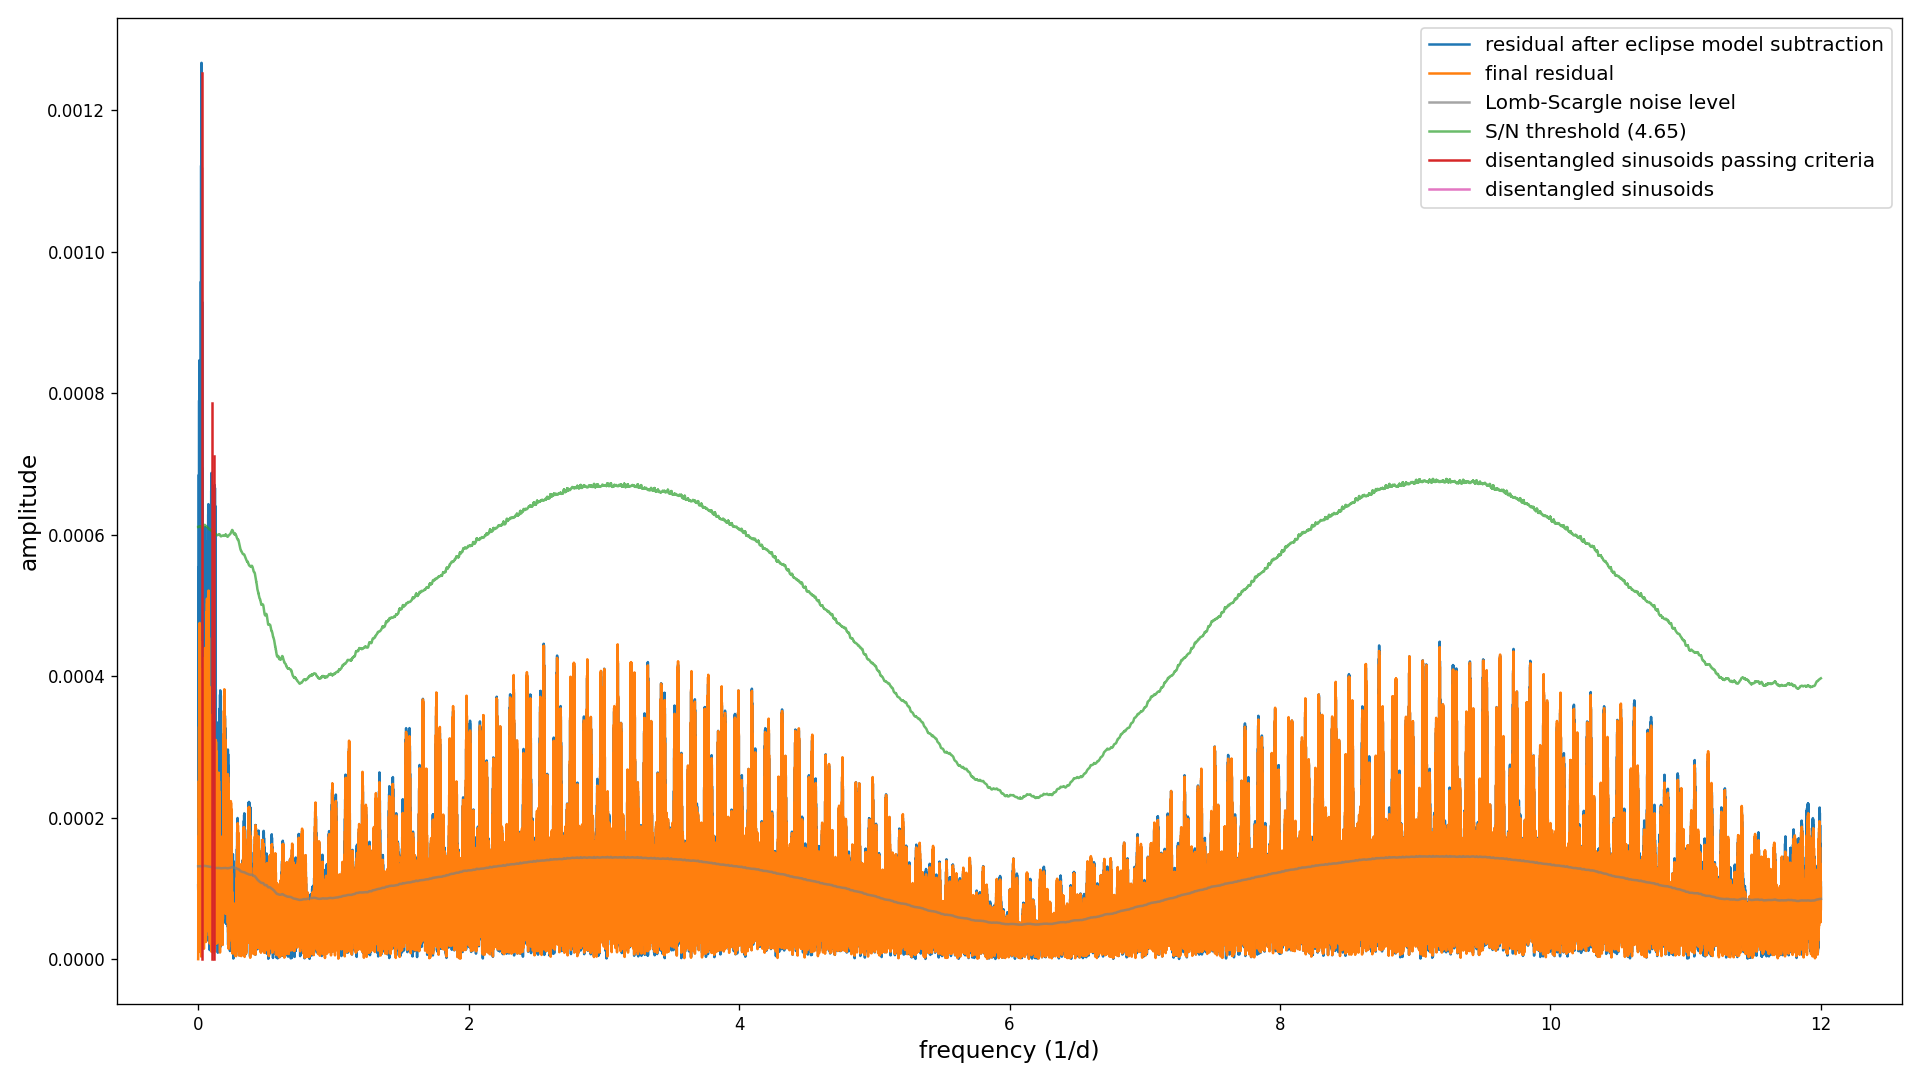 residual after eclipse model subtraction
final residual
Lomb-Scargle noise level
S/N threshold (4.65)
disentangled sinusoids passing criteria
disentangled sinusoids
amplitude
0.0012
0.0010
0.0008
0.0006
0.0004
0.0002
0.0000
0 2 4 6 8 10 12
frequency (1/d)